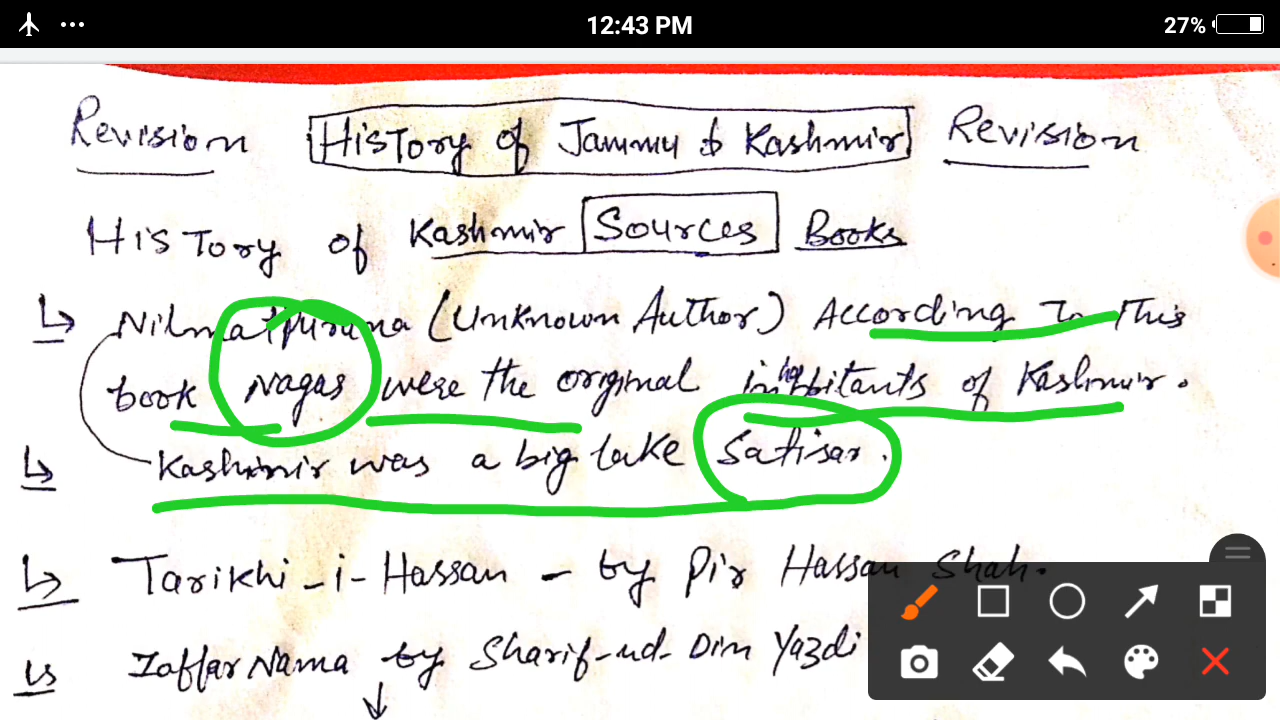 12:43 PM 27%
Revision History of Jammu & Kashmir Revision
History of Kashmir Sources Books
Nilmatpurana (Unknown Author) According To This
book Nagas were the original inhabitants of Kashmir.
Kashmir was a big lake Satisar.
Tarikhi-i-Hassan - by Pir Hassan Shah.
Zaffar Nama by Sharif-ud-Din Yazdi